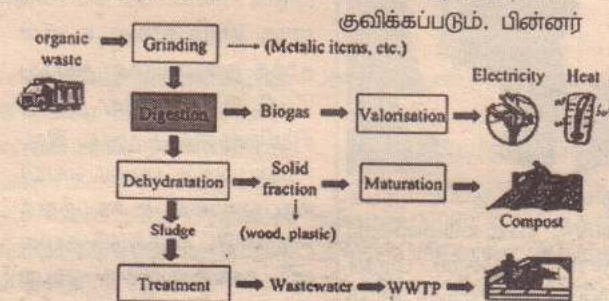 குவிக்கப்படும். பின்னர்
organic
waste
Grinding
(Metalic items, etc.)
Electricity Heat
Digestion
Biogas
Valorisation
Dehydratation
Solid
fraction
Maturation
Compost
Sludge
(wood, plastic)
Treatment
Wastewater
WWTP